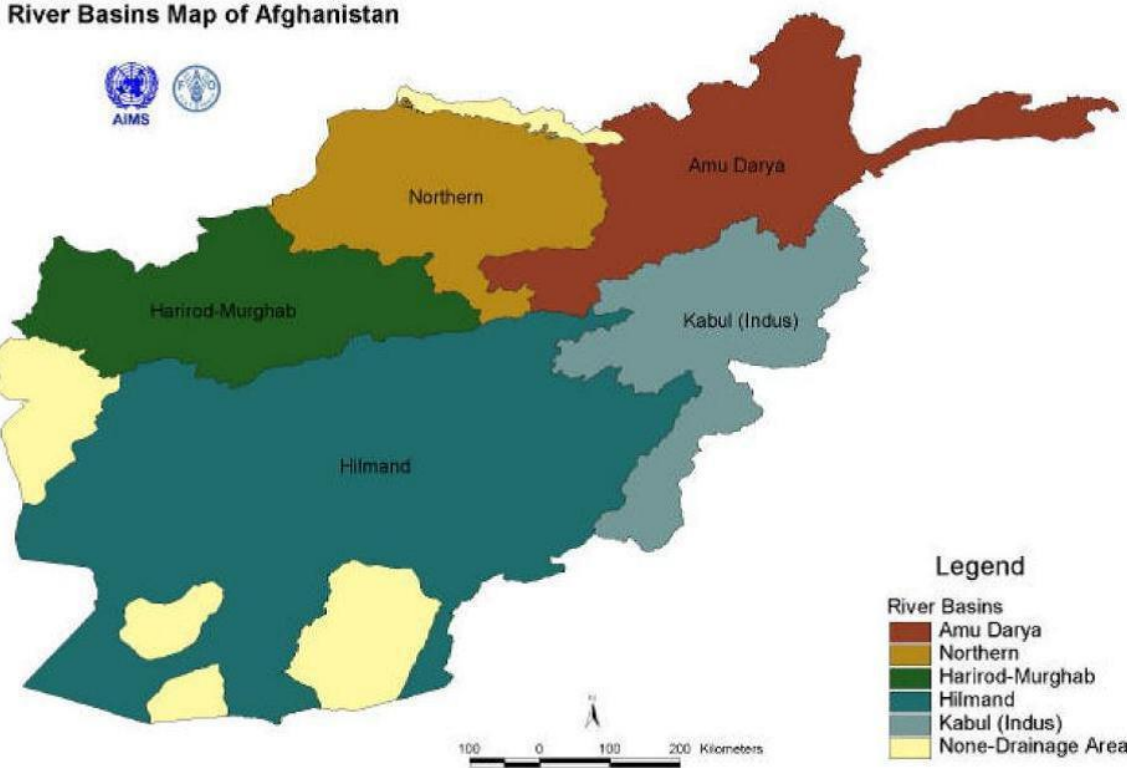 River Basins Map of Afghanistan
AIMS
FAO
Amu Darya
Northern
Harirod-Murghab
Kabul (Indus)
Hilmand
Legend
River Basins
Amu Darya
Northern
Harirod-Murghab
Hilmand
Kabul (Indus)
None-Drainage Area
100 0 100 200 Kilometers